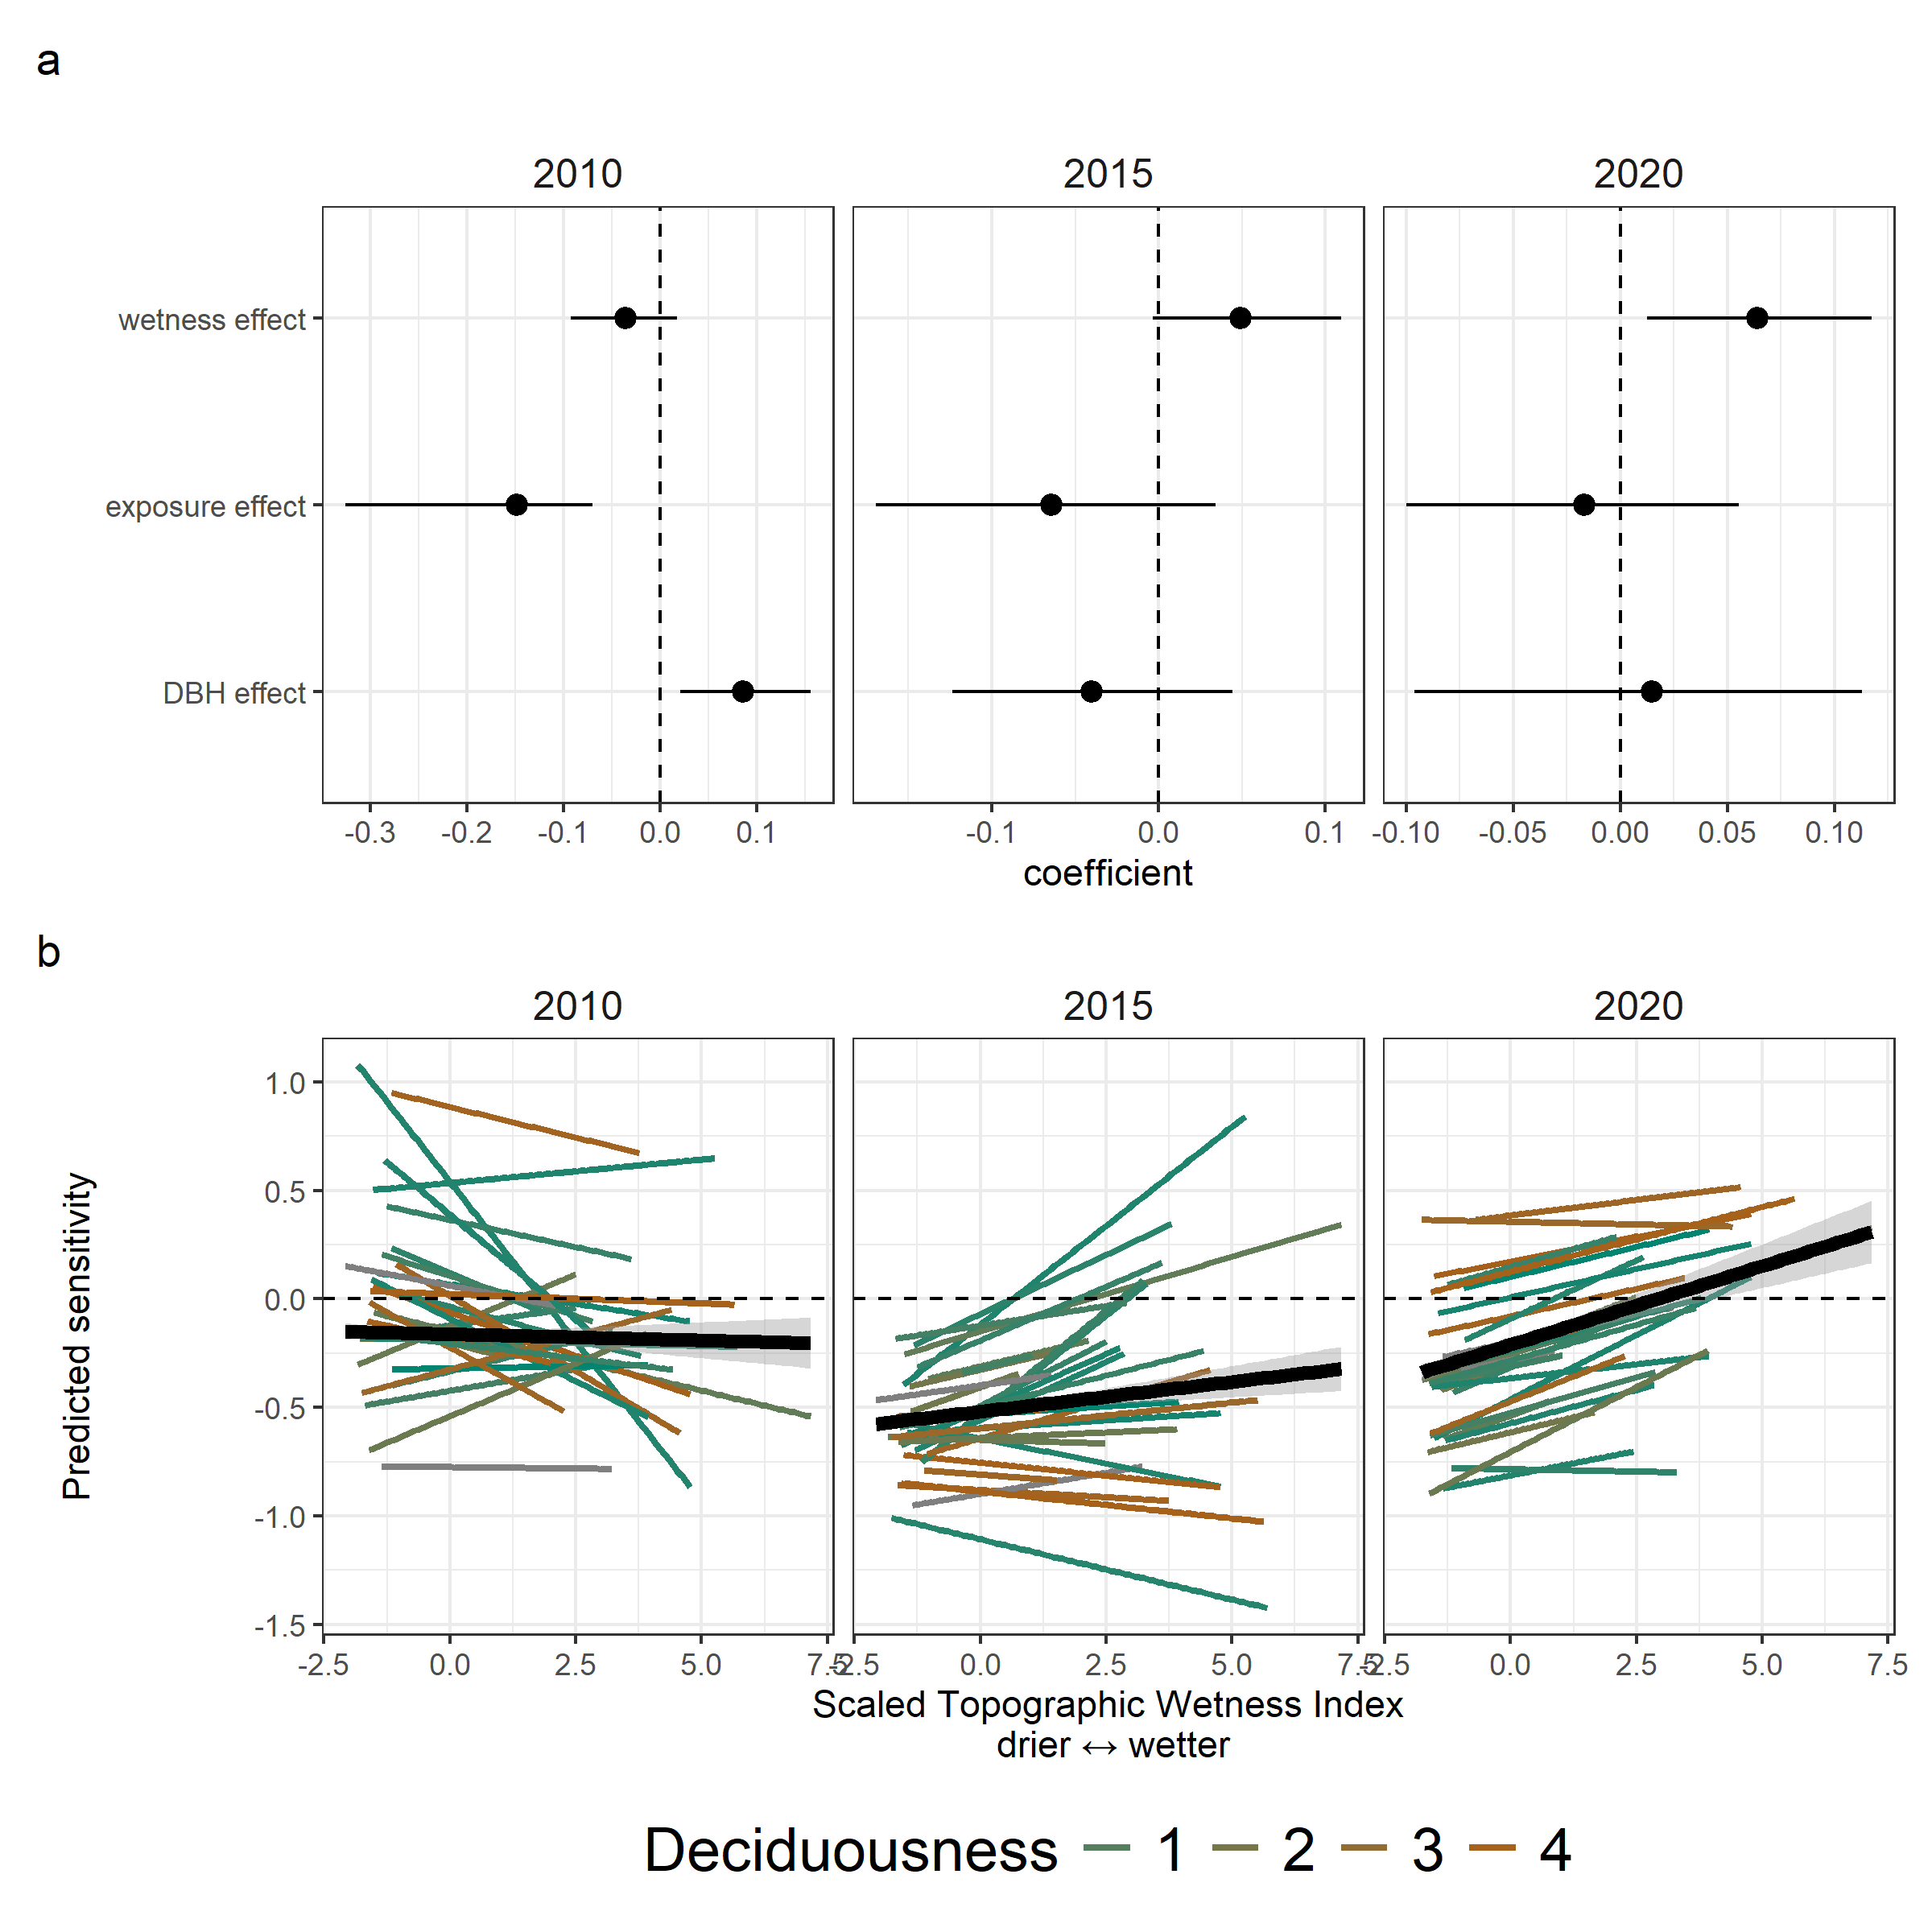 a
2010 2015 2020
wetness effect
exposure effect
DBH effect
-0.3 -0.2 -0.1 0.0 0.1 -0.1 0.0 0.1 -0.10 -0.05 0.00 0.05 0.10
coefficient
b
2010 2015 2020
Predicted sensitivity
1.0
0.5
0.0
-0.5
-1.0
-1.5
-2.5 0.0 2.5 5.0 7.5 -2.5 0.0 2.5 5.0 7.5 -2.5 0.0 2.5 5.0 7.5
Scaled Topographic Wetness Index
drier ↔ wetter
Deciduousness 1 2 3 4